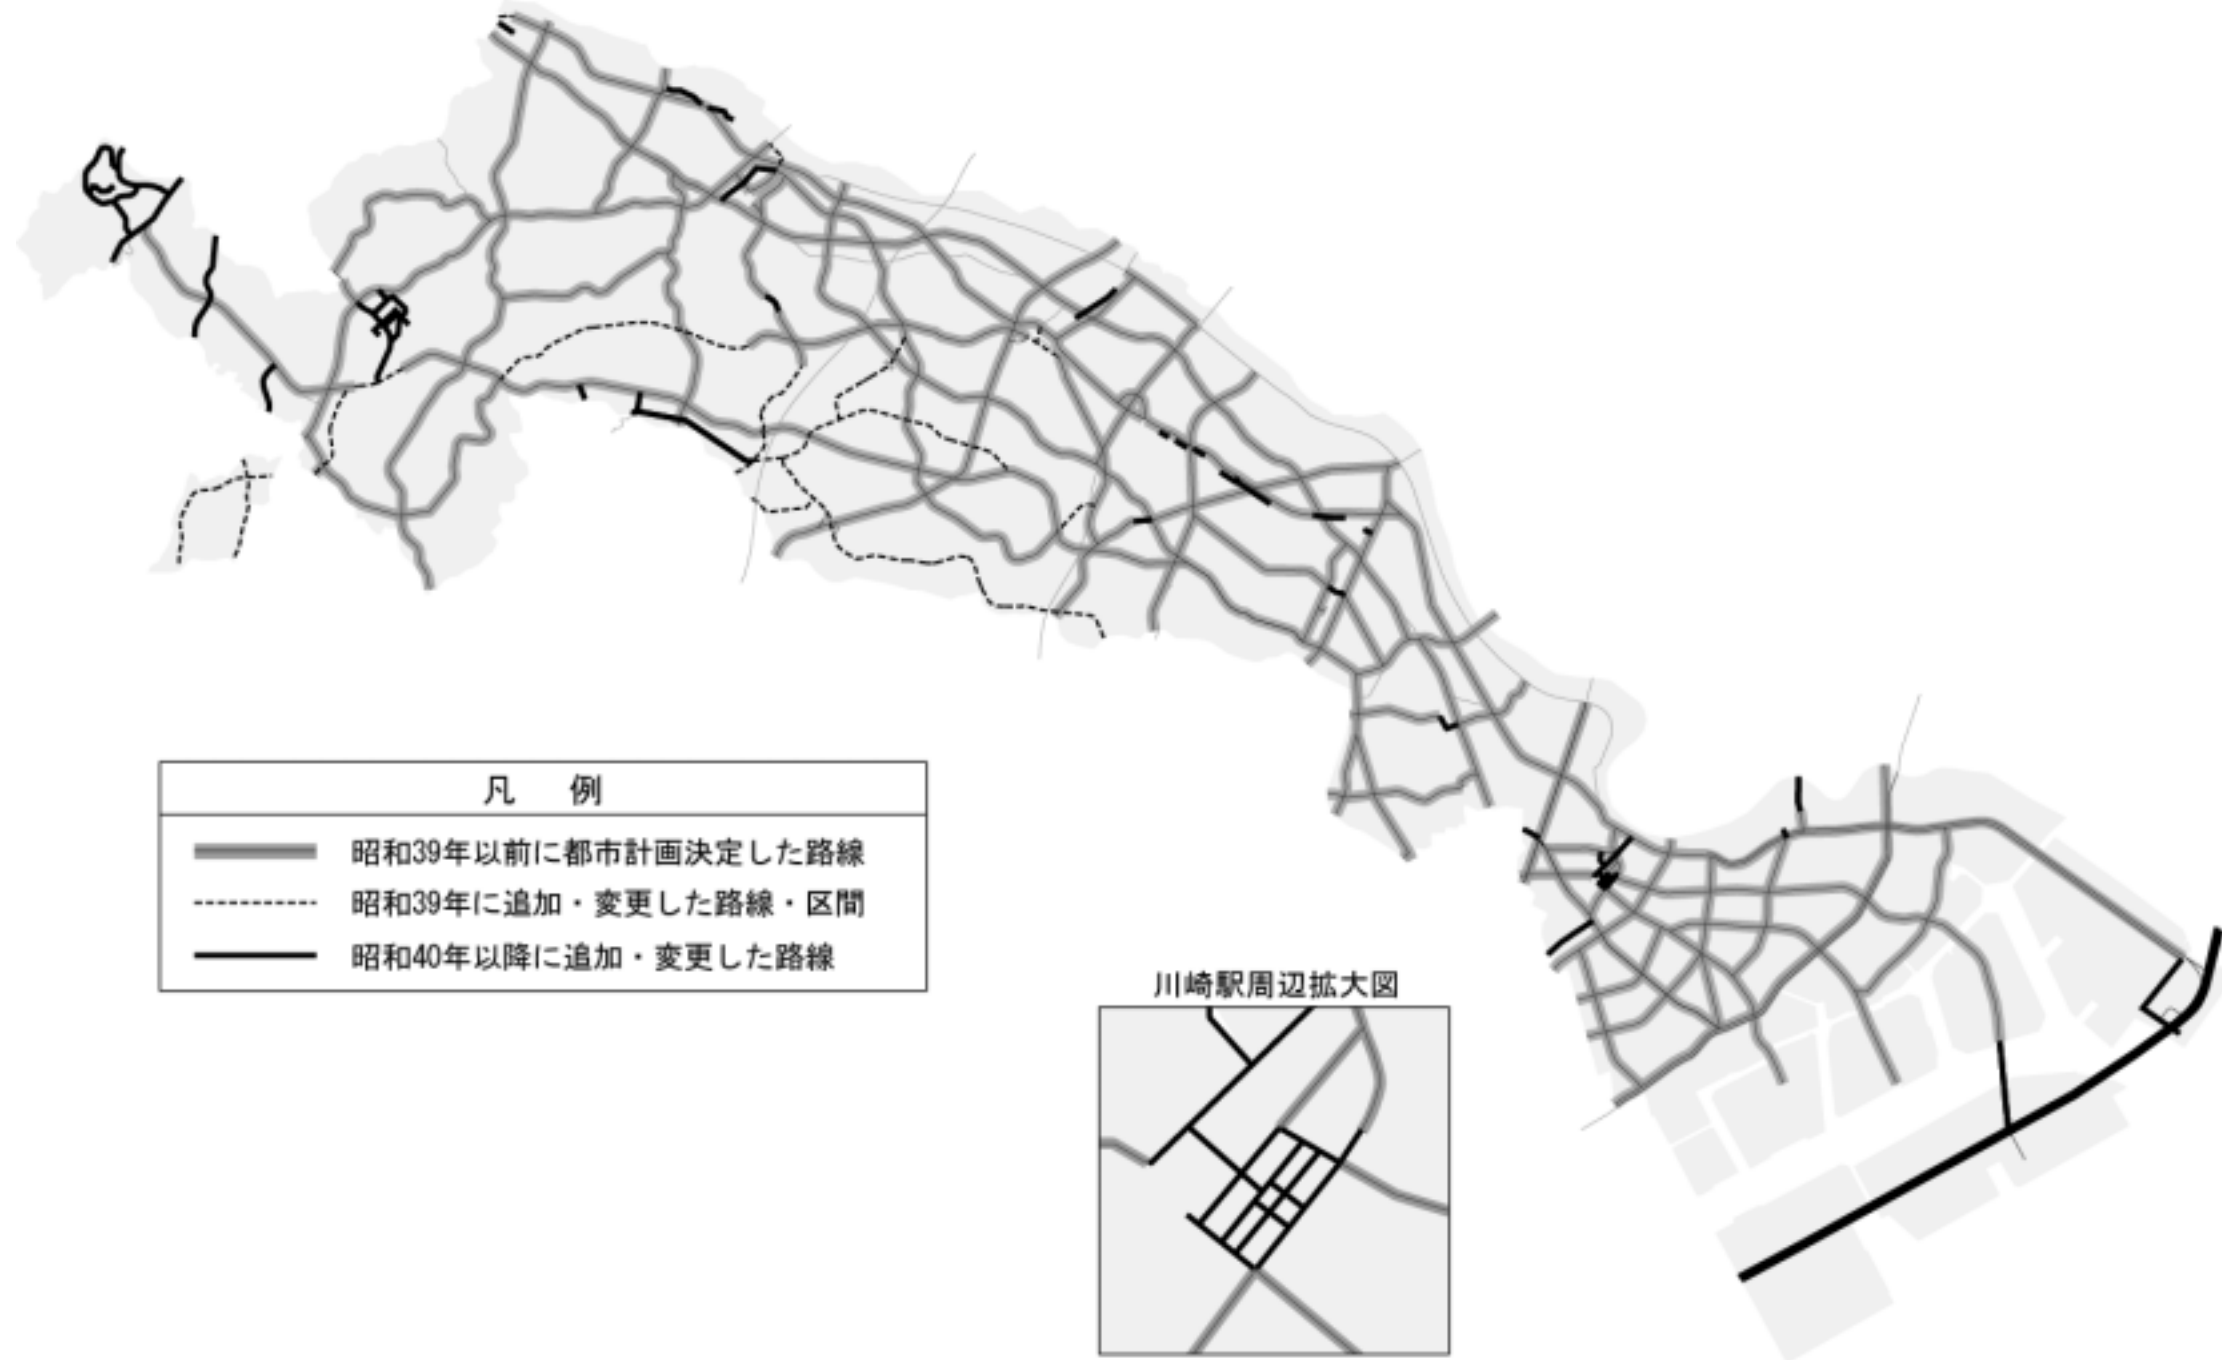 凡 例
昭和39年以前に都市計画決定した路線
昭和39年に追加・変更した路線・区間
昭和40年以降に追加・変更した路線
川崎駅周辺拡大図